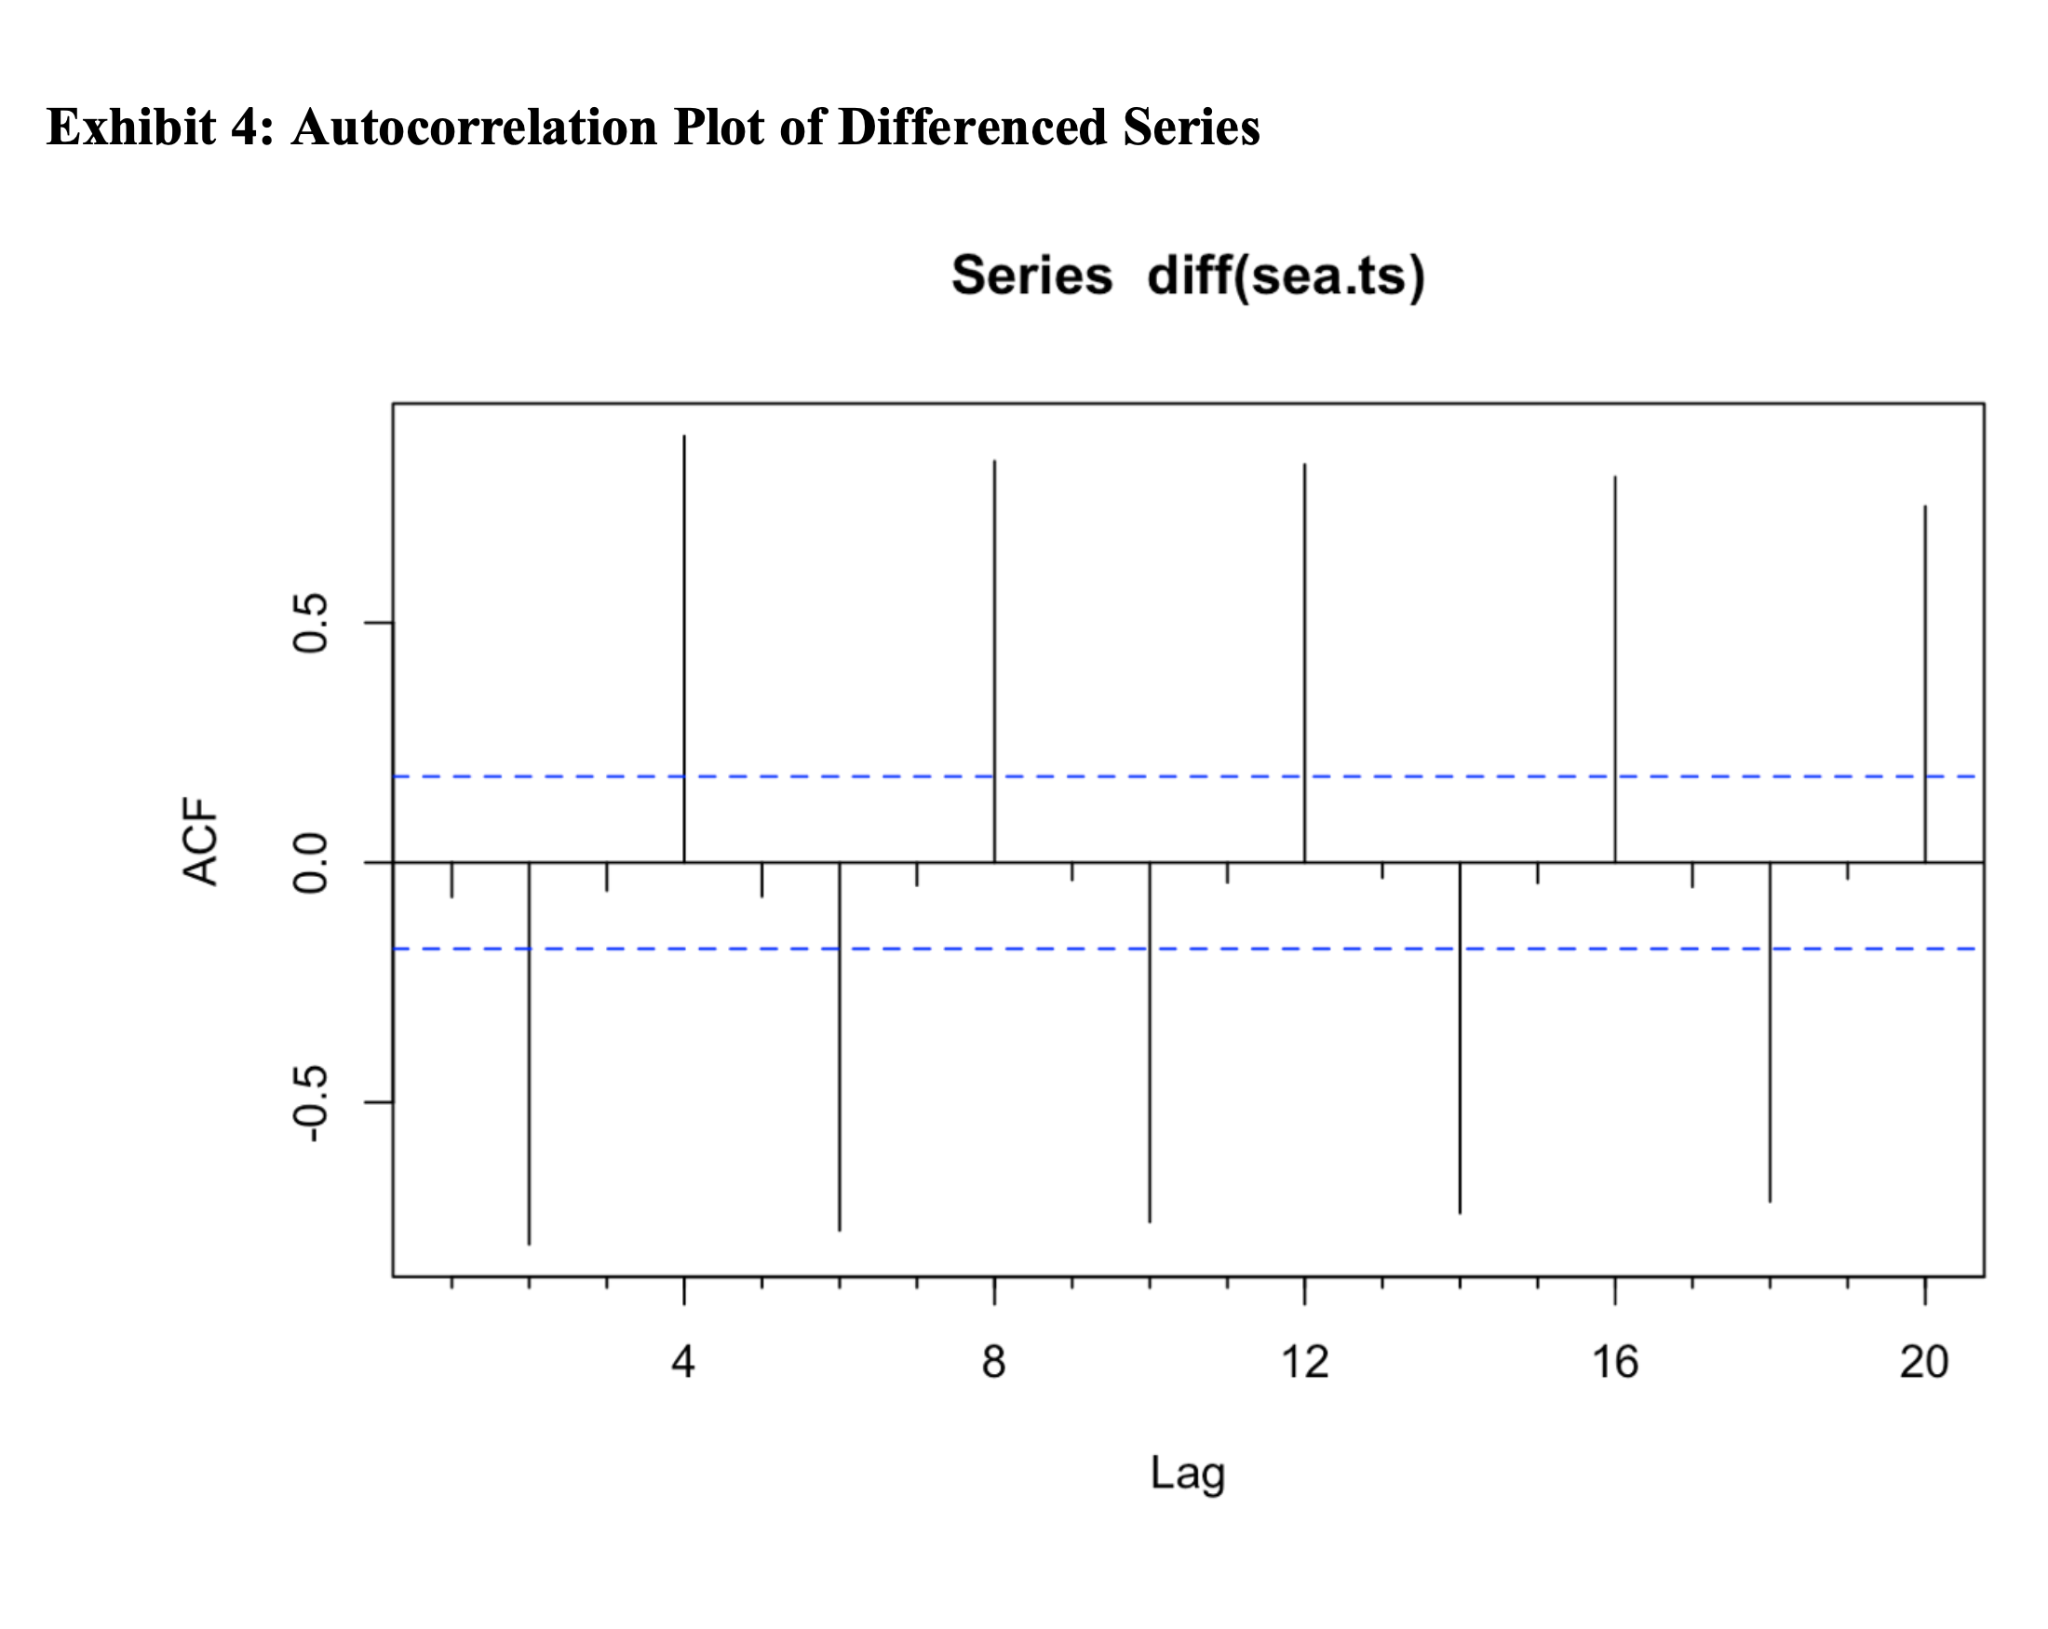 Exhibit 4: Autocorrelation Plot of Differenced Series
Series diff(sea.ts)
ACF
0.5
0.0
-0.5
4 8 12 16 20
Lag